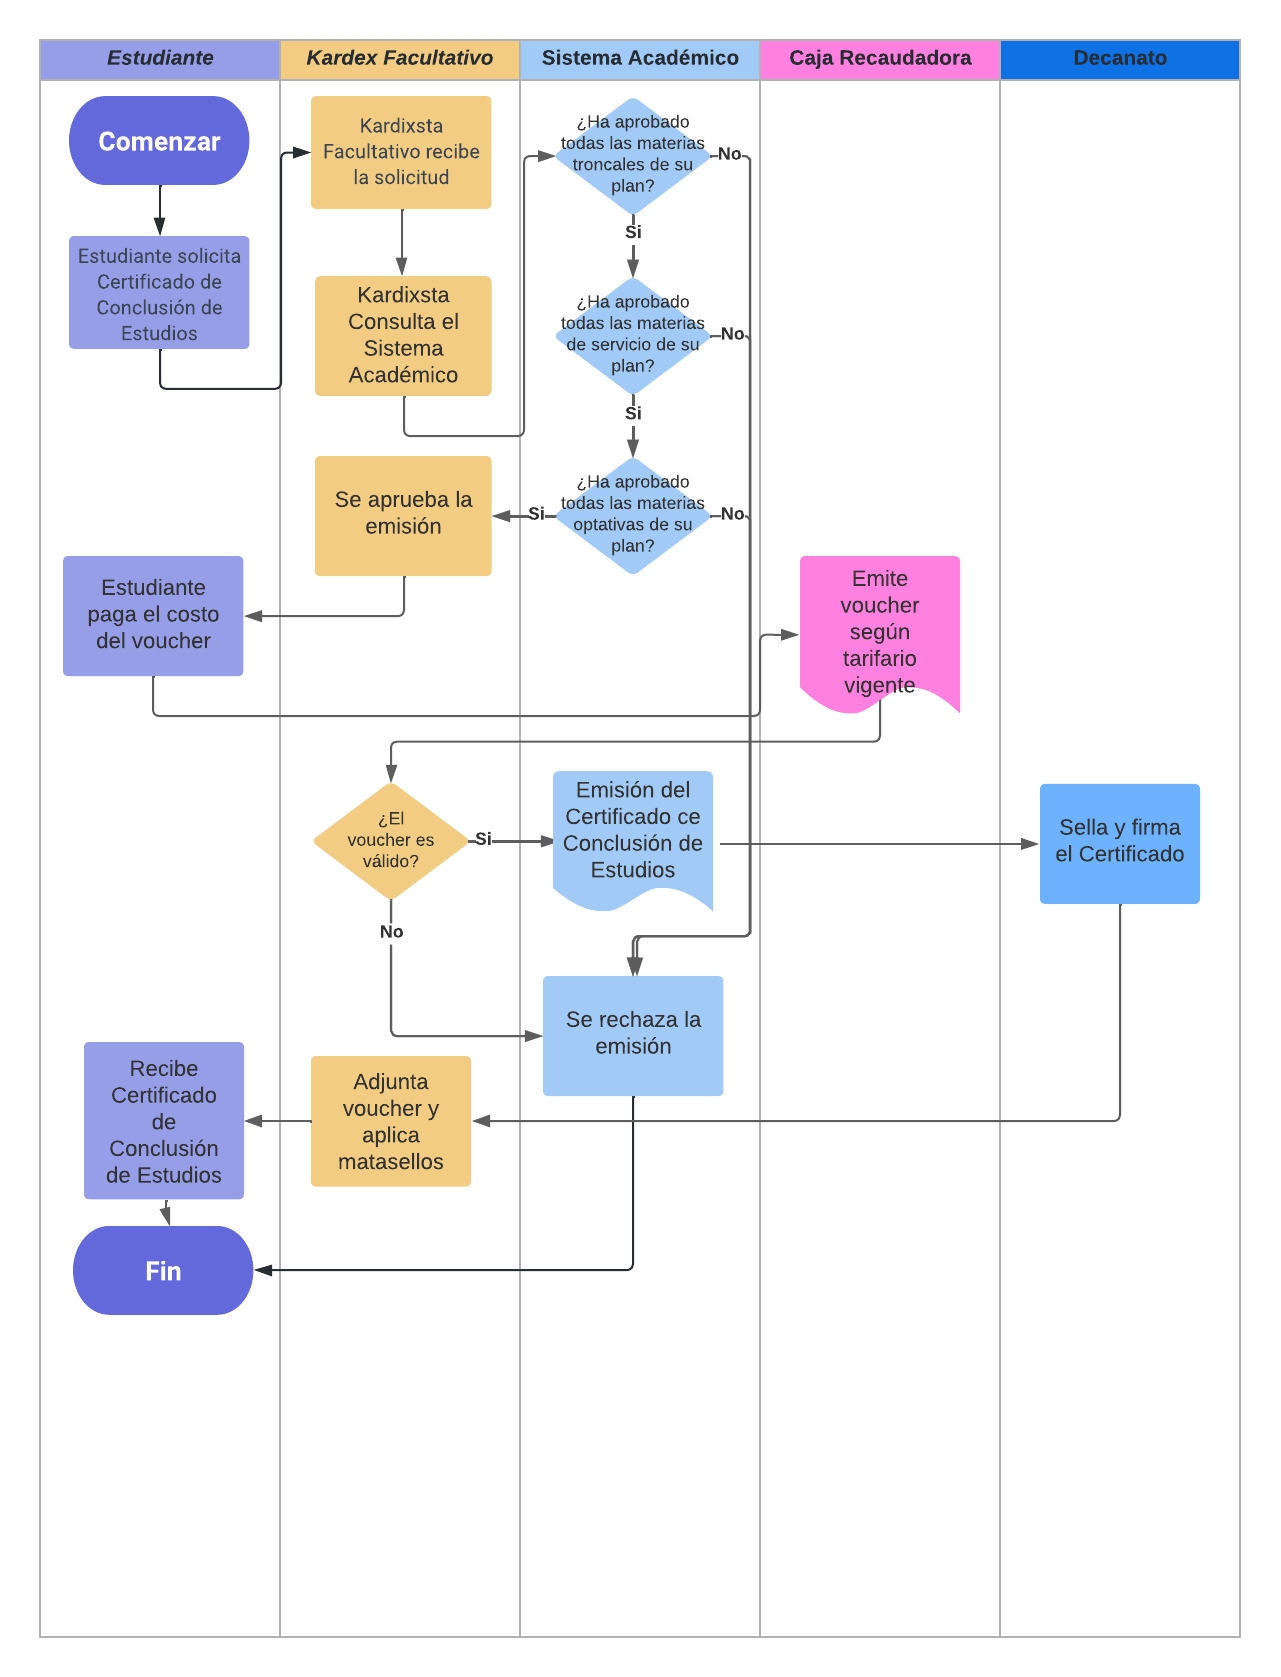 Estudiante
Kardex Facultativo
Sistema Académico
Caja Recaudadora
Decanato
Comenzar
Kardixsta
Facultativo recibe
la solicitud
¿Ha aprobado
todas las materias
troncales de su
plan?
No
Si
Estudiante solicita
Certificado de
Conclusión de
Estudios
Kardixsta
Consulta el
Sistema
Académico
¿Ha aprobado
todas las materias
de servicio de su
plan?
No
Si
Se aprueba la
emisión
Si
¿Ha aprobado
todas las materias
optativas de su
plan?
No
Estudiante
paga el costo
del voucher
Emite
voucher
según
tarifario
vigente
¿El
voucher es
válido?
Si
No
Emisión del
Certificado ce
Conclusión de
Estudios
Sella y firma
el Certificado
Se rechaza la
emisión
Recibe
Certificado
de
Conclusión
de Estudios
Adjunta
voucher y
aplica
matasellos
Fin